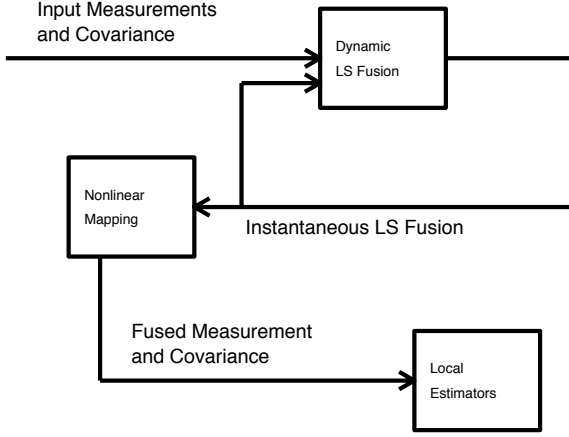 Input Measurements
and Covariance
Dynamic
LS Fusion
Nonlinear
Mapping
Instantaneous LS Fusion
Fused Measurement
and Covariance
Local
Estimators